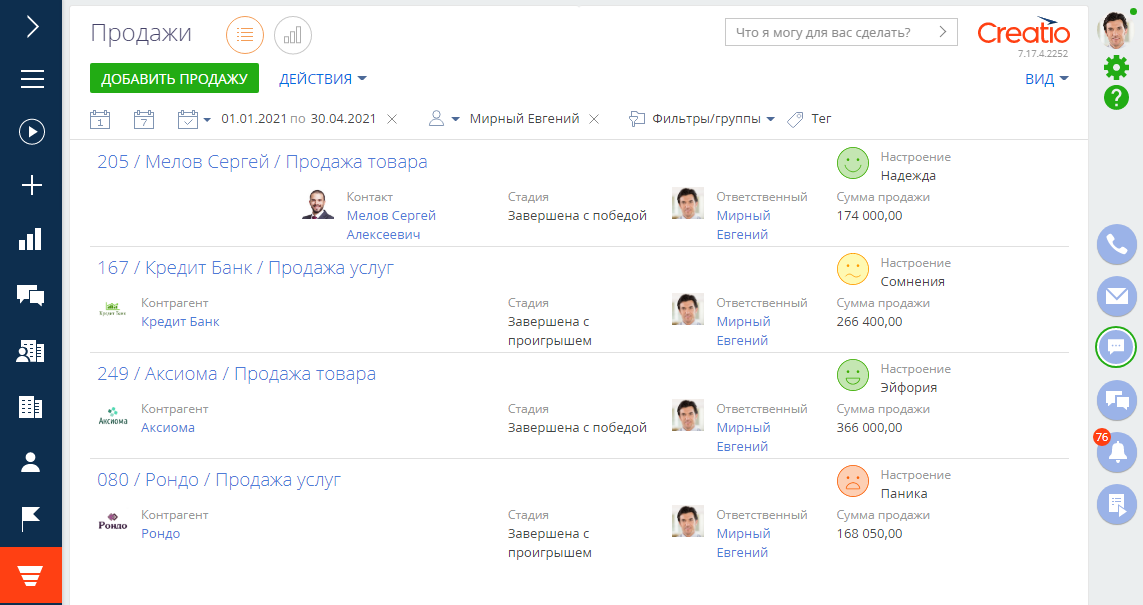 Продажи
Что я могу для вас сделать?
Creatio
7.17.4.2252
ДОБАВИТЬ ПРОДАЖУ
ДЕЙСТВИЯ
ВИД
1
7
01.01.2021 по 30.04.2021
Мирный Евгений
Фильтры/группы
Тег
205 / Мелов Сергей / Продажа товара
Настроение
Надежда
Контакт
Мелов Сергей
Алексеевич
Стадия
Завершена с победой
Ответственный
Мирный
Евгений
Сумма продажи
174 000,00
167 / Кредит Банк / Продажа услуг
Настроение
Сомнения
Кредит Банк
Контрагент
Кредит Банк
Стадия
Завершена с
проигрышем
Ответственный
Мирный
Евгений
Сумма продажи
266 400,00
249 / Аксиома / Продажа товара
Настроение
Эйфория
Аксиома
Контрагент
Аксиома
Стадия
Завершена с победой
Ответственный
Мирный
Евгений
Сумма продажи
366 000,00
76
080 / Рондо / Продажа услуг
Настроение
Паника
Рондо
Контрагент
Рондо
Стадия
Завершена с
проигрышем
Ответственный
Мирный
Евгений
Сумма продажи
168 050,00